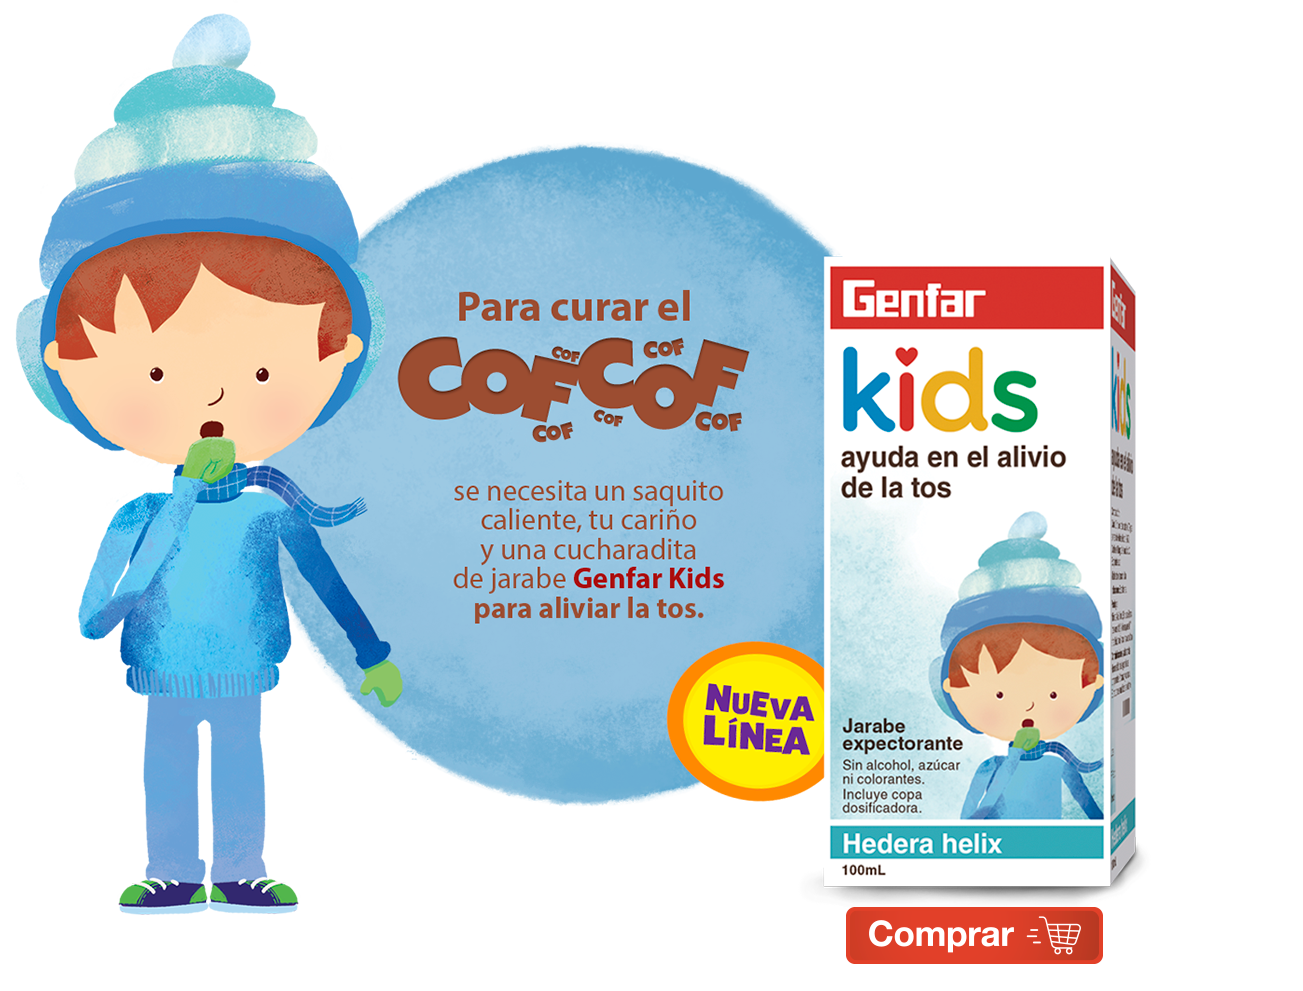 Para curar el
COF COF
COF
COF
COF
COF
COF
se necesita un saquito
caliente, tu cariño
y una cucharadita
de jarabe Genfar Kids
para aliviar la tos.
NUEVA
LÍNEA
Genfar
kids
ayuda en el alivio
de la tos
Jarabe
expectorante
Sin alcohol, azúcar
ni colorantes.
Incluye copa
dosificadora.
Hedera helix
100mL
Genfar
kids
Comprar